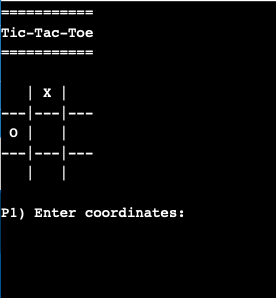 ===========
Tic-Tac-Toe
===========
   | X |
---|---|---
 O |   |
---|---|---
   |   |
P1) Enter coordinates: